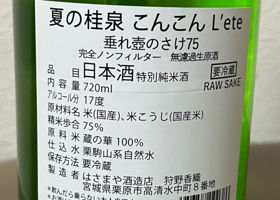 夏の桂泉 こんこん L'ete
垂れ壺のさけ75
完全ノンフィルター 無濾過生原酒
品目 日本酒 特別純米酒 要冷蔵
内容量 720ml RAW SAKE
アルコール分 17度
原材料名 米(国産)、米こうじ(国産米)
精米歩合 75%
原料米 蔵の華 100%
仕込み水 栗駒山系自然水
保存方法 要冷蔵
製造者 はさまや酒造店 狩野香織
宮城県栗原市高清水中町8番地